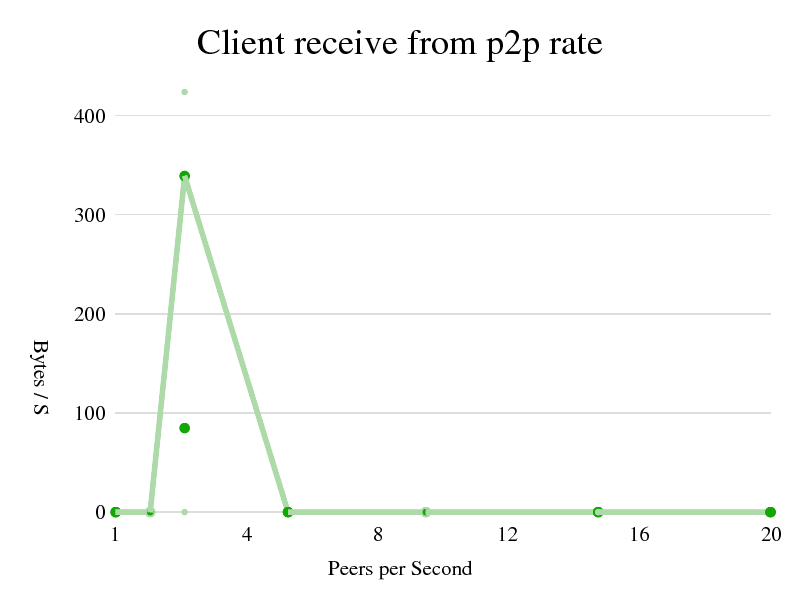 Client receive from p2p rate
400
300
200
100
0
Bytes / S
1 4 8 12 16 20
Peers per Second